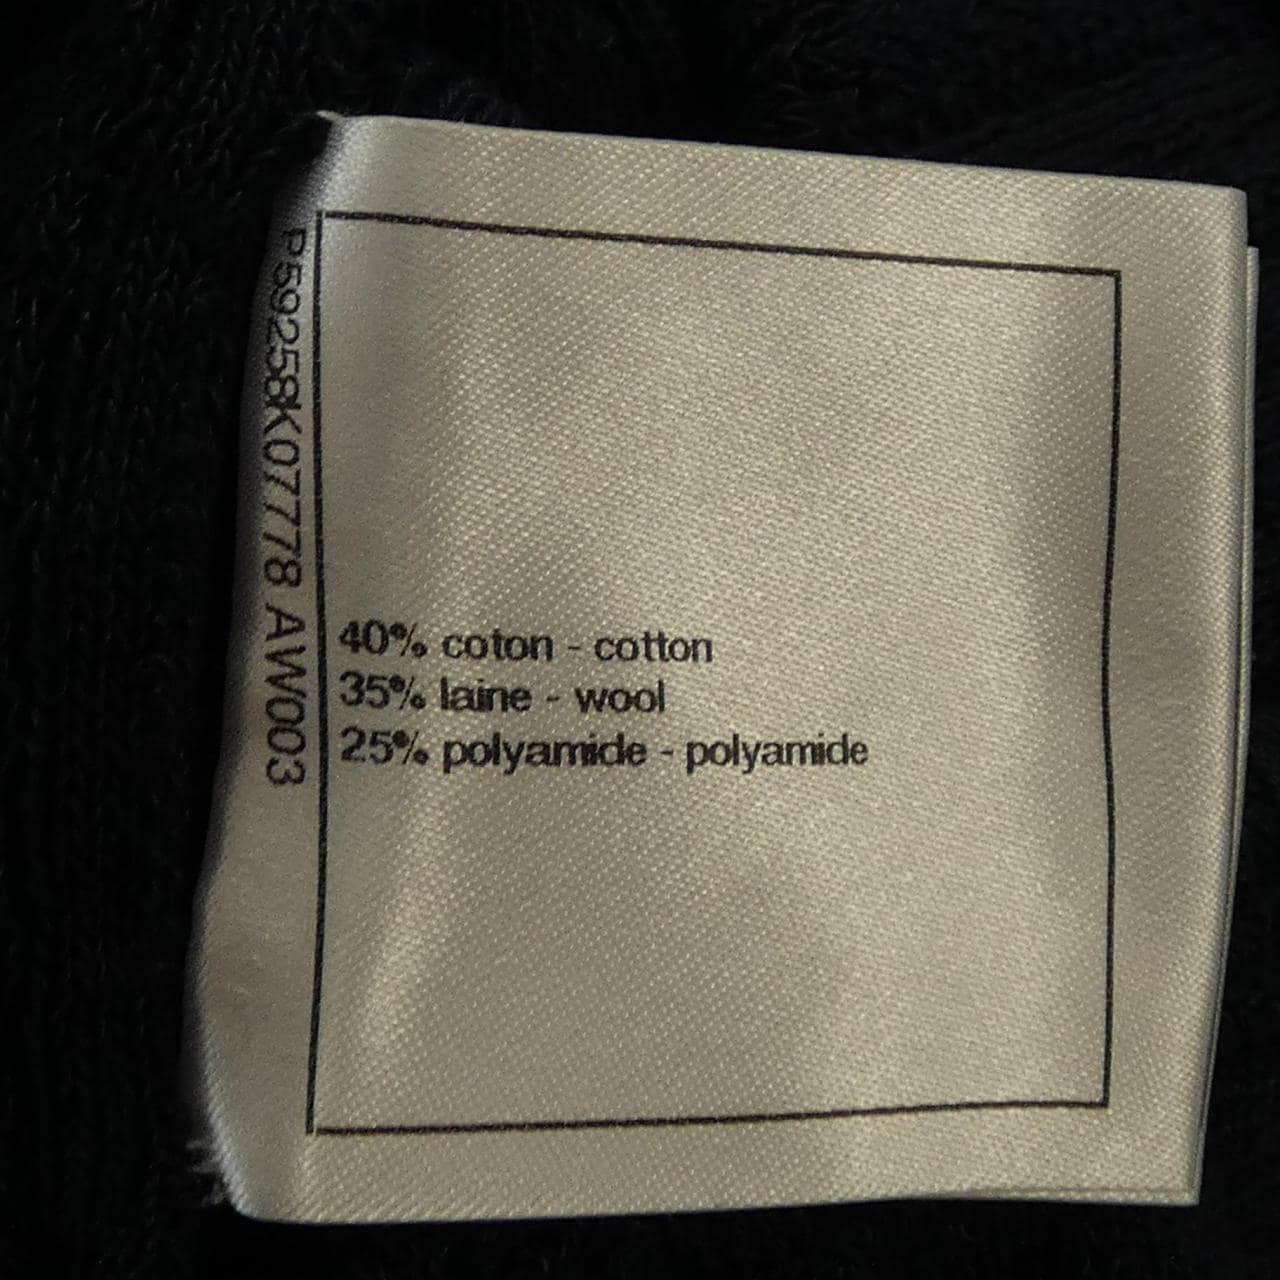 P59258K07778 AW003
40% coton - cotton
35% laine - wool
25% polyamide - polyamide